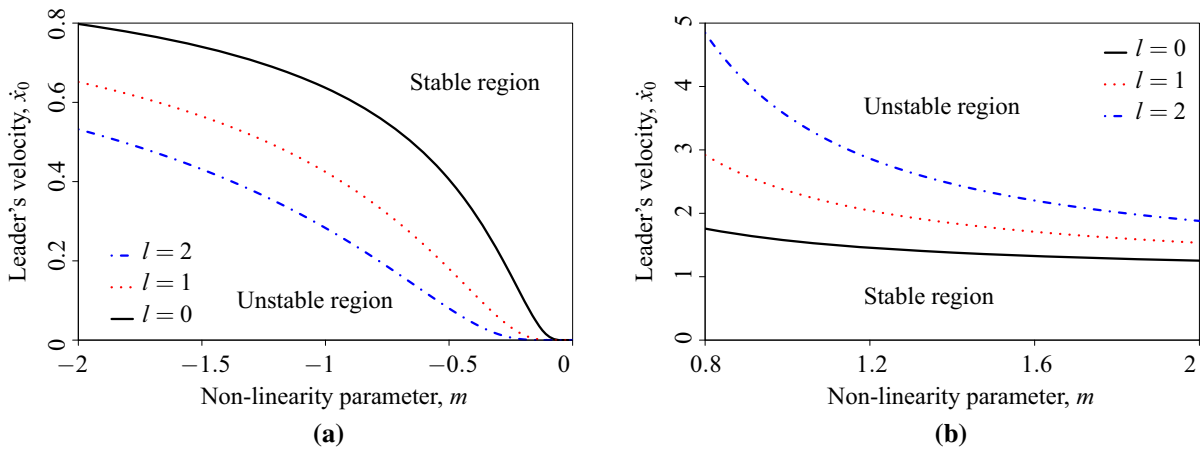 0.8
0.6
0.4
0.2
0
Leader's velocity, ẋ₀
Stable region
Unstable region
l = 2
l = 1
l = 0
−2
−1.5
−1
−0.5
0
Non-linearity parameter, m
(a)
5
4
3
2
1
0
Leader's velocity, ẋ₀
l = 0
l = 1
l = 2
Unstable region
Stable region
0.8
1.2
1.6
2
Non-linearity parameter, m
(b)